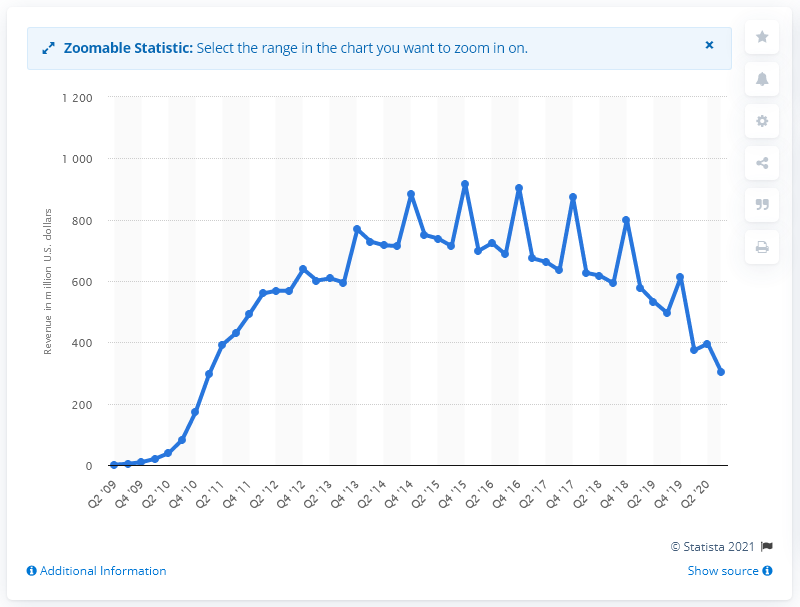 Zoomable Statistic: Select the range in the chart you want to zoom in on.
×
1 200
1 000
800
600
400
200
0
Revenue in million U.S. dollars
Q2 '09
Q4 '09
Q2 '10
Q4 '10
Q2 '11
Q4 '11
Q2 '12
Q4 '12
Q2 '13
Q4 '13
Q2 '14
Q4 '14
Q2 '15
Q4 '15
Q2 '16
Q4 '16
Q2 '17
Q4 '17
Q2 '18
Q4 '18
Q2 '19
Q4 '19
Q2 '20
© Statista 2021
Additional Information
Show source